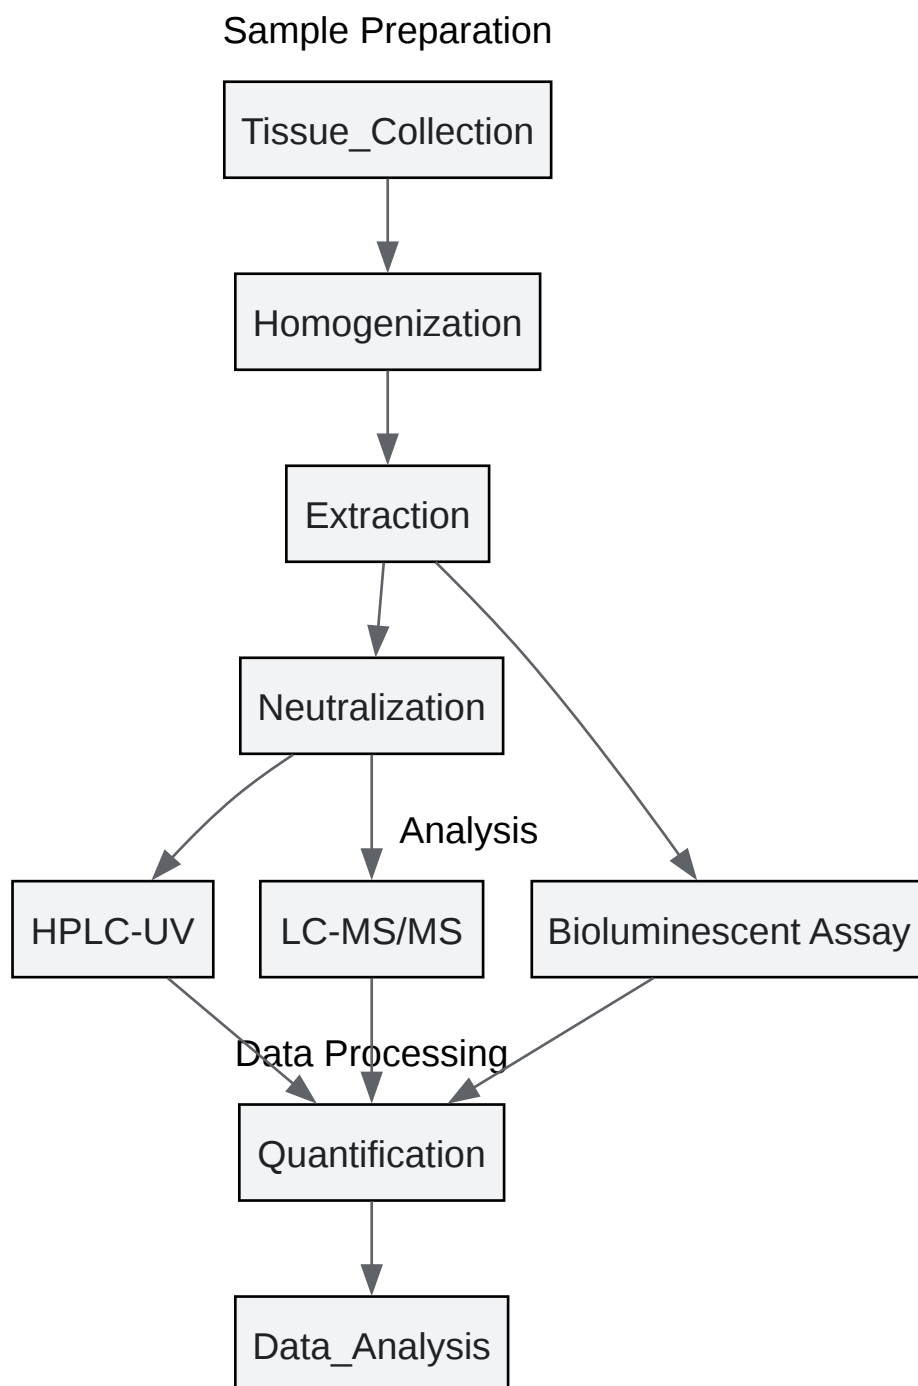 Sample Preparation
Tissue_Collection
Homogenization
Extraction
Neutralization
Analysis
HPLC-UV
LC-MS/MS
Bioluminescent Assay
Data Processing
Quantification
Data_Analysis